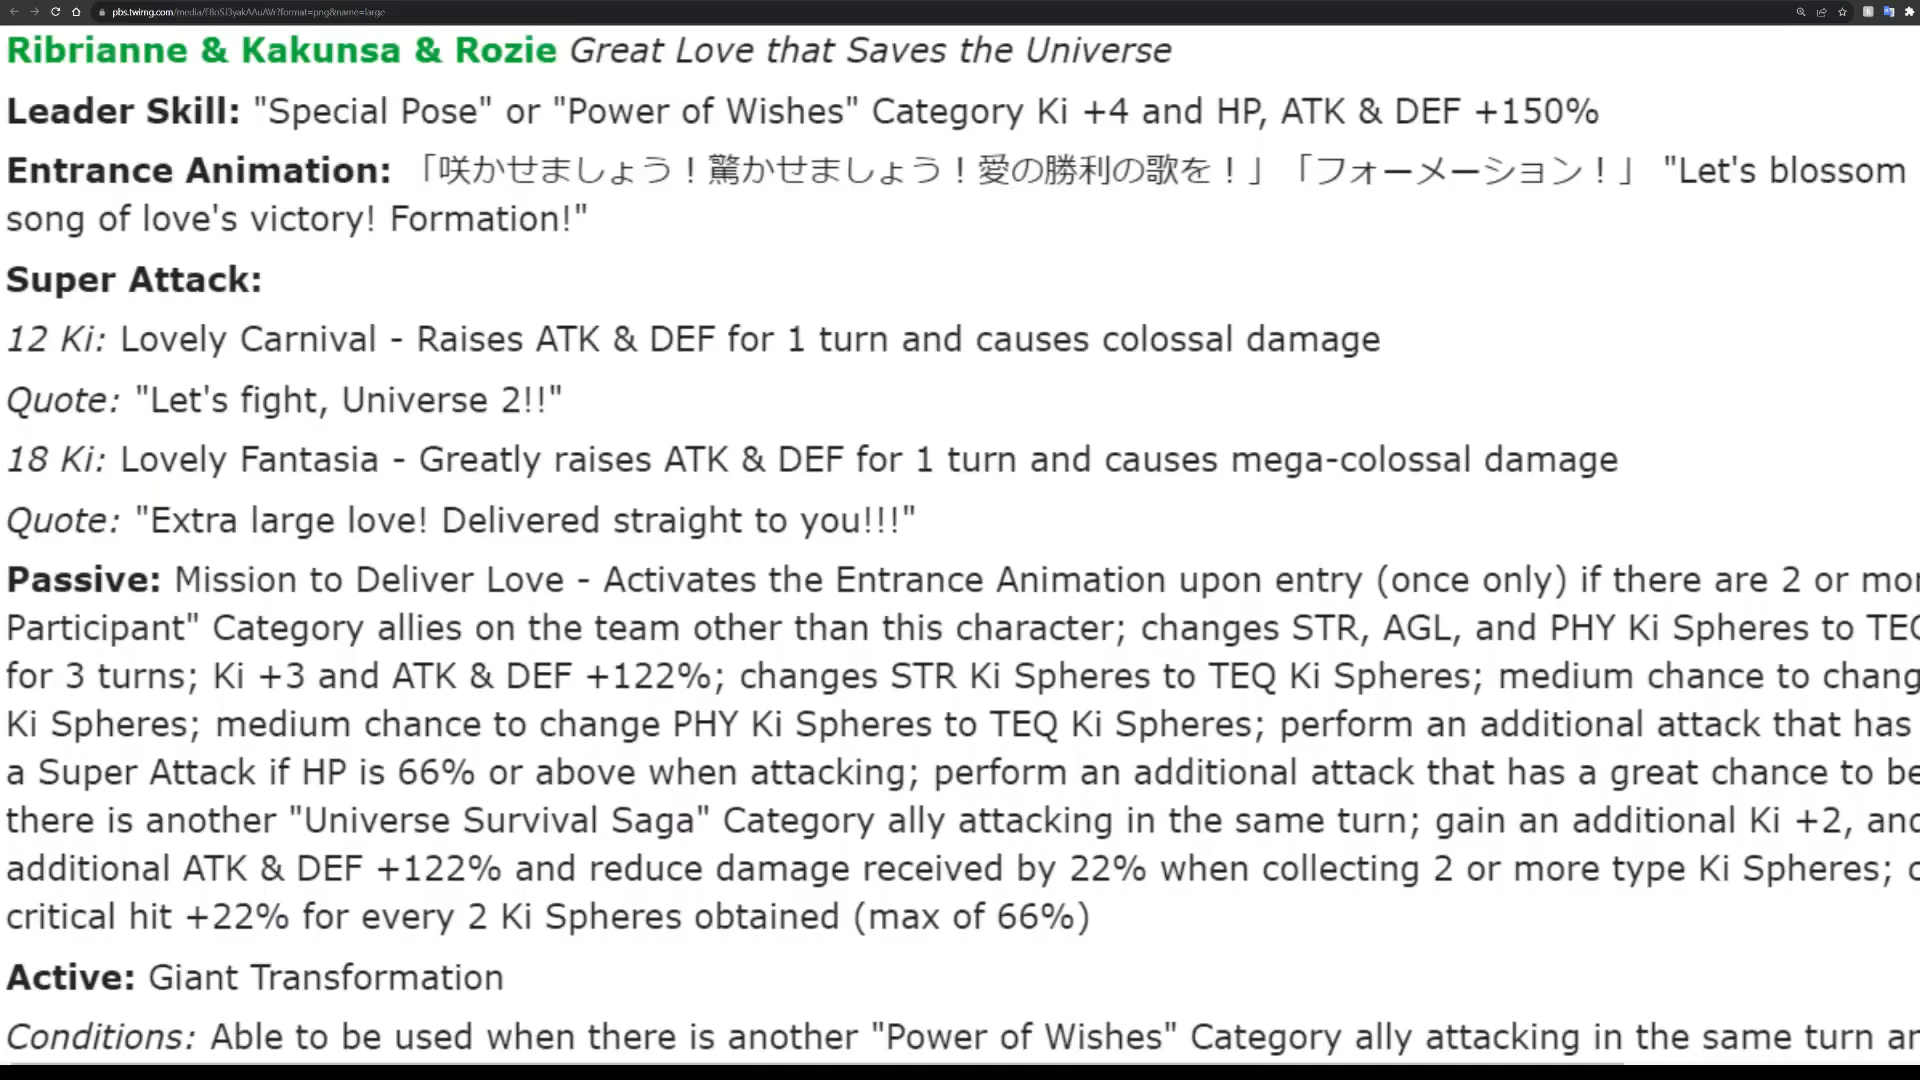 pbs.twimg.com/media/
?format=png&name=large
Ribrianne & Kakunsa & Rozie Great Love that Saves the Universe
Leader Skill: "Special Pose" or "Power of Wishes" Category Ki +4 and HP, ATK & DEF +150%
Entrance Animation: 「咲かせましょう！驚かせましょう！愛の勝利の歌を！」「フォーメーション！」 "Let's blossom
song of love's victory! Formation!"
Super Attack:
12 Ki: Lovely Carnival - Raises ATK & DEF for 1 turn and causes colossal damage
Quote: "Let's fight, Universe 2!!"
18 Ki: Lovely Fantasia - Greatly raises ATK & DEF for 1 turn and causes mega-colossal damage
Quote: "Extra large love! Delivered straight to you!!!"
Passive: Mission to Deliver Love - Activates the Entrance Animation upon entry (once only) if there are 2 or mor
Participant" Category allies on the team other than this character; changes STR, AGL, and PHY Ki Spheres to TEQ
for 3 turns; Ki +3 and ATK & DEF +122%; changes STR Ki Spheres to TEQ Ki Spheres; medium chance to chang
Ki Spheres; medium chance to change PHY Ki Spheres to TEQ Ki Spheres; perform an additional attack that has
a Super Attack if HP is 66% or above when attacking; perform an additional attack that has a great chance to be
there is another "Universe Survival Saga" Category ally attacking in the same turn; gain an additional Ki +2, and
additional ATK & DEF +122% and reduce damage received by 22% when collecting 2 or more type Ki Spheres; c
critical hit +22% for every 2 Ki Spheres obtained (max of 66%)
Active: Giant Transformation
Conditions: Able to be used when there is another "Power of Wishes" Category ally attacking in the same turn an